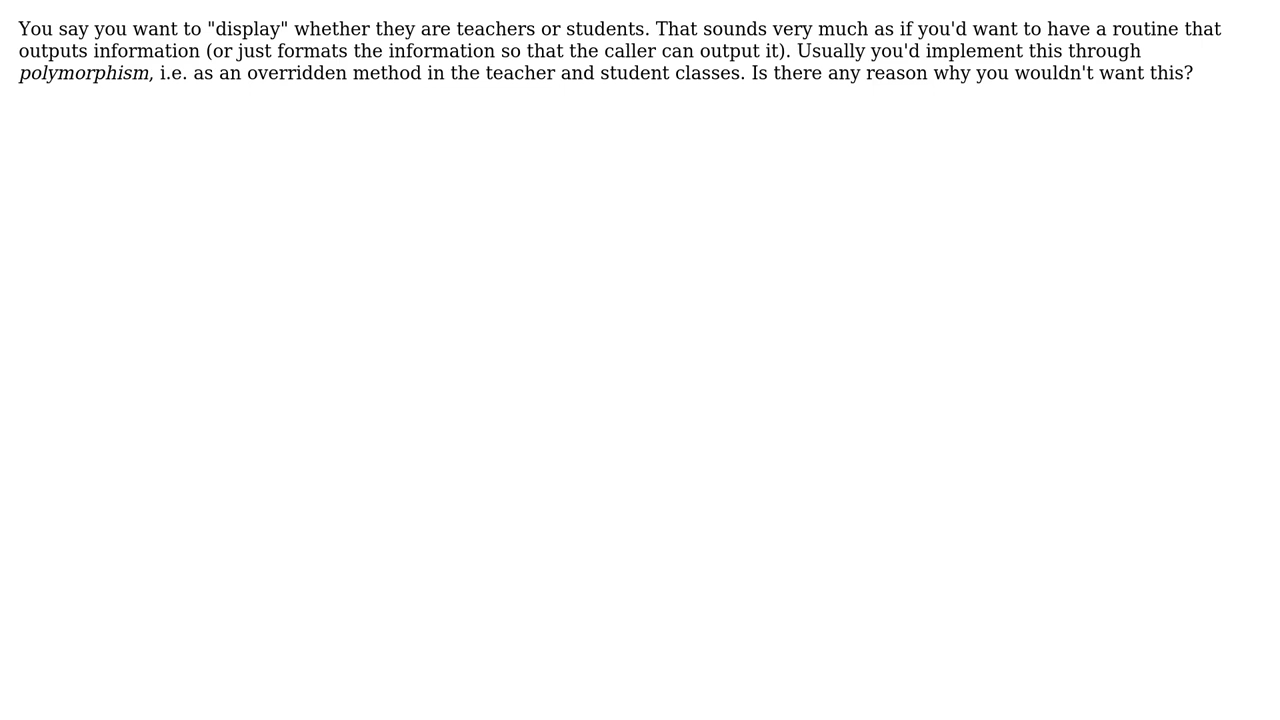 You say you want to "display" whether they are teachers or students. That sounds very much as if you'd want to have a routine that
outputs information (or just formats the information so that the caller can output it). Usually you'd implement this through
polymorphism, i.e. as an overridden method in the teacher and student classes. Is there any reason why you wouldn't want this?